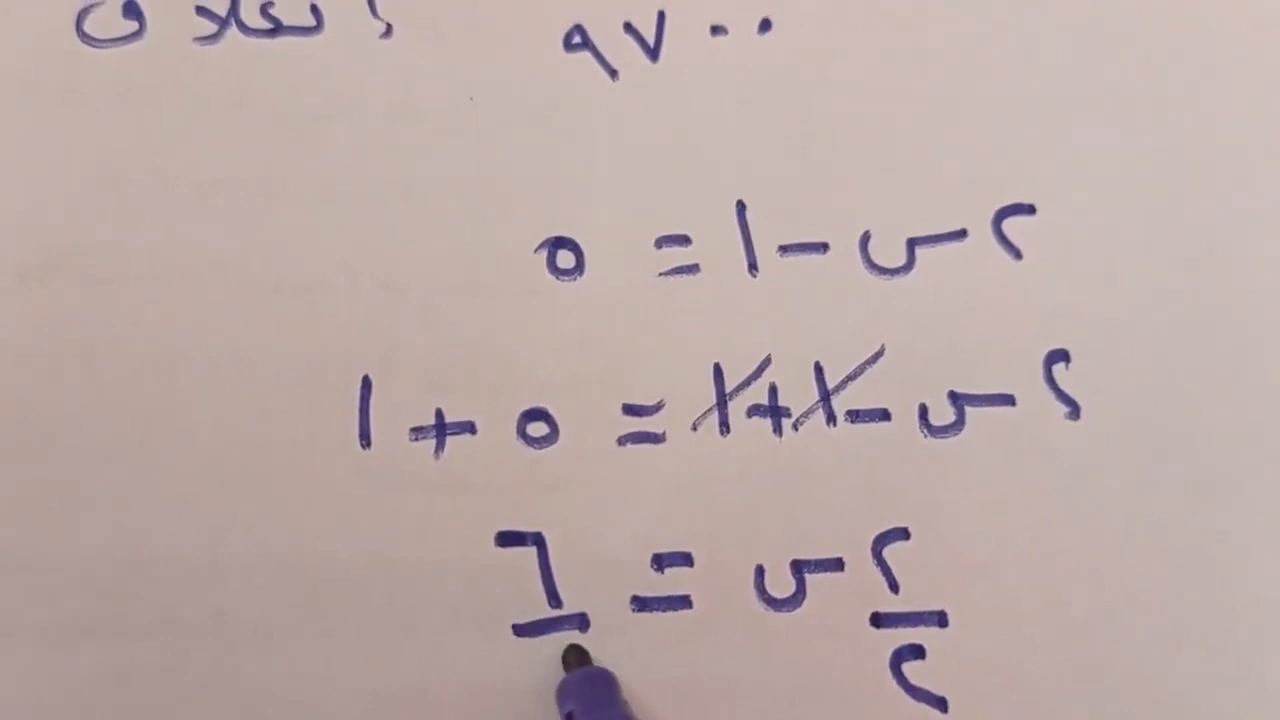 ٩٧٠٠
٢س - ١ = ٥
٢س - ١ + ١ = ٥ + ١
٢س = ٦
٢